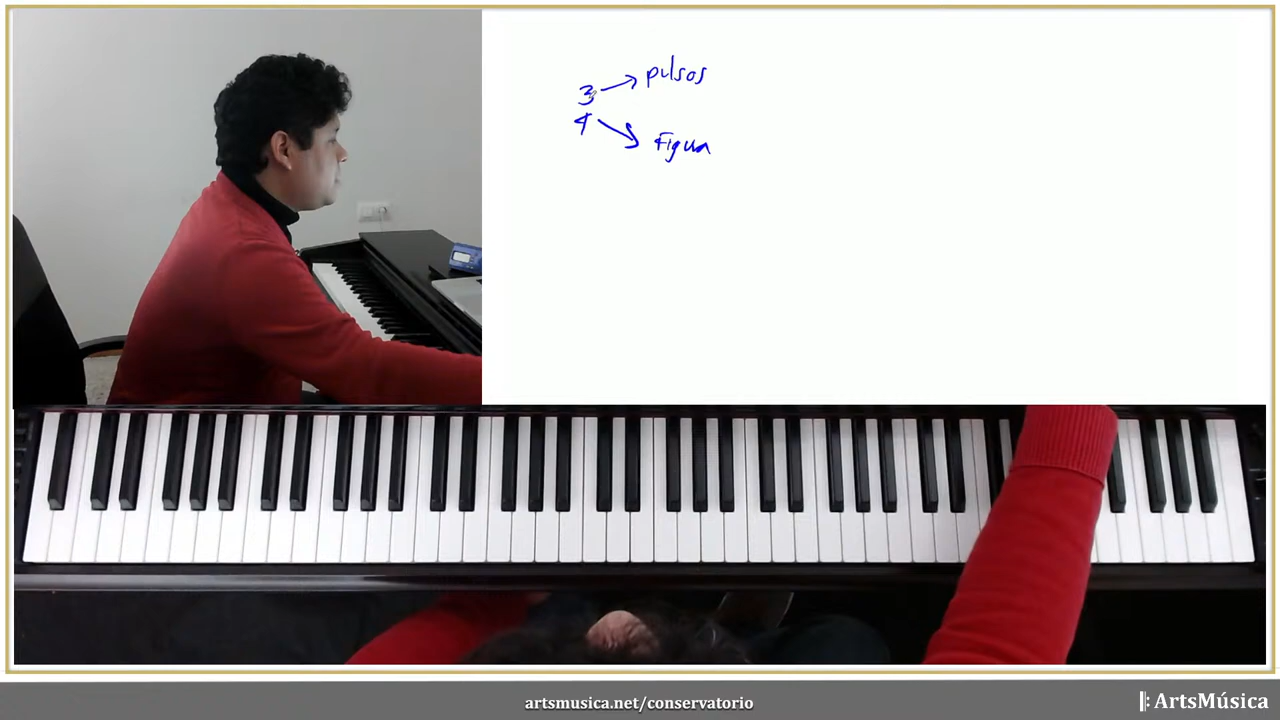 3 → pulsos
4 → Figura
artsmusica.net/conservatorio
ArtsMúsica